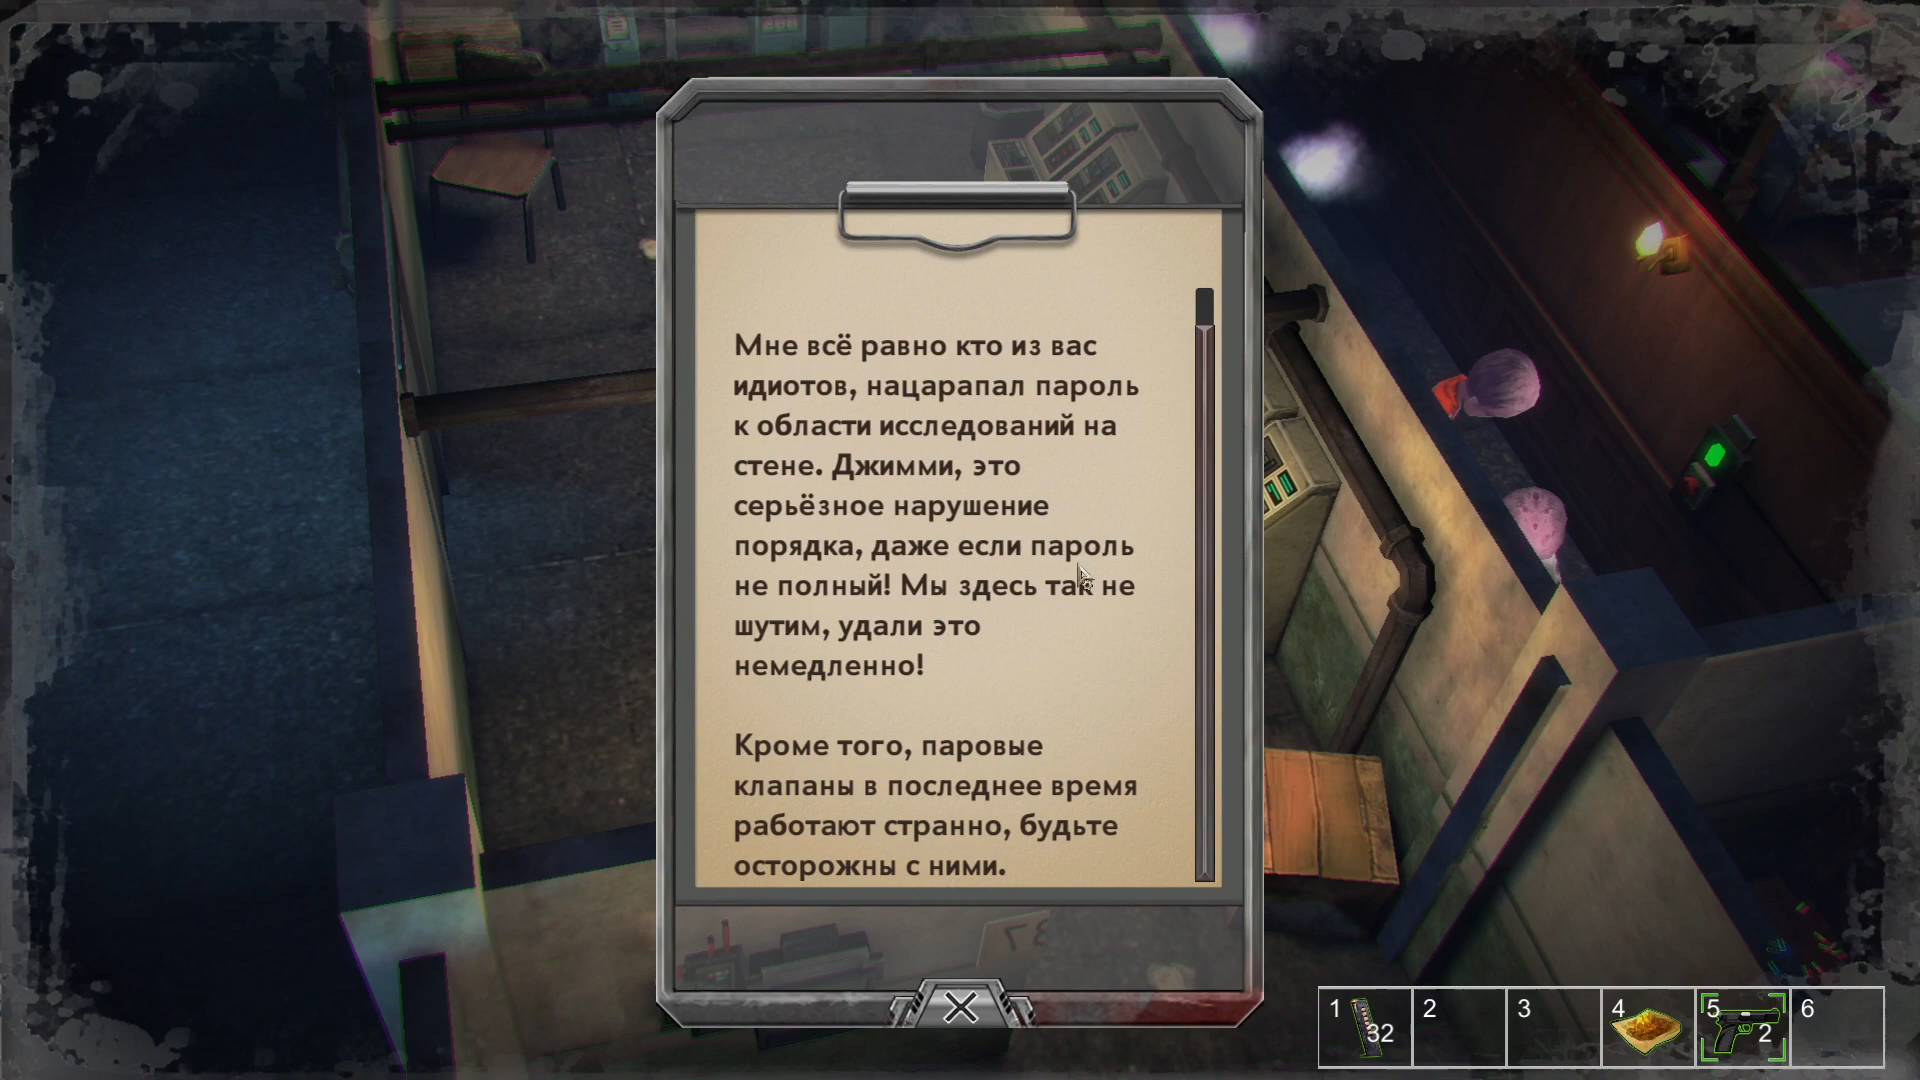 Мне всё равно кто из вас
идиотов, нацарапал пароль
к области исследований на
стене. Джимми, это
серьёзное нарушение
порядка, даже если пароль
не полный! Мы здесь так не
шутим, удали это
немедленно!
Кроме того, паровые
клапаны в последнее время
работают странно, будьте
осторожны с ними.
37
1 32 2 3 4 5 2 6